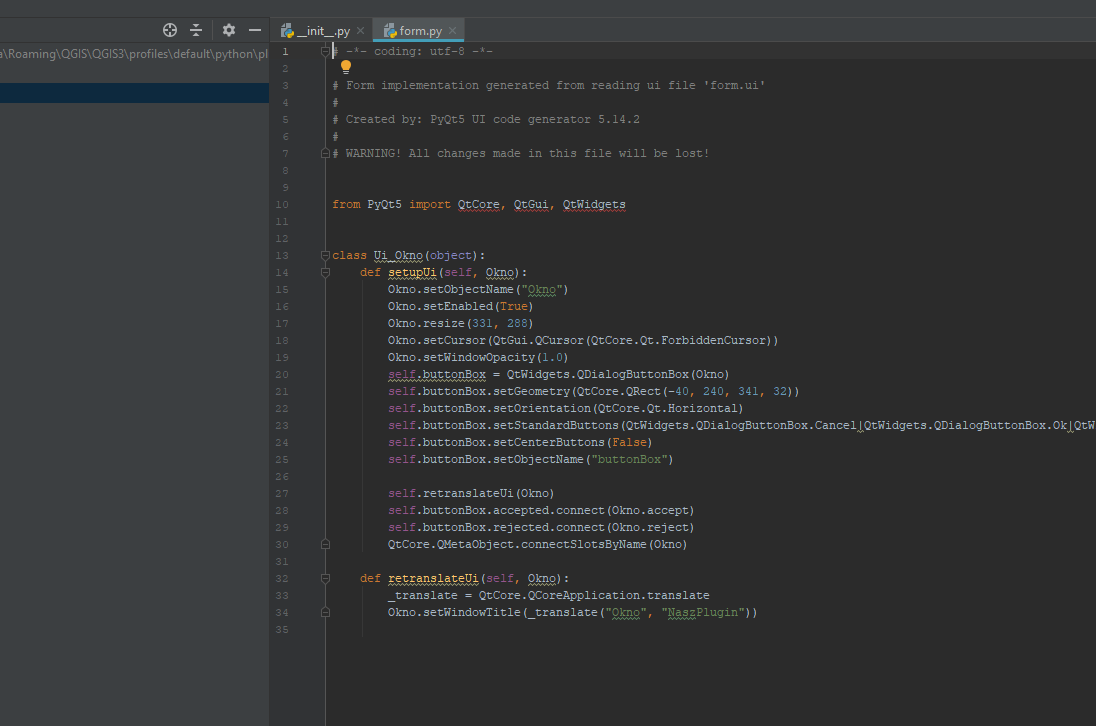 __init__.py
form.py
a\Roaming\QGIS\QGIS3\profiles\default\python\pl
1 # -*- coding: utf-8 -*-
2
3 # Form implementation generated from reading ui file 'form.ui'
4 #
5 # Created by: PyQt5 UI code generator 5.14.2
6 #
7 # WARNING! All changes made in this file will be lost!
8
9
10 from PyQt5 import QtCore, QtGui, QtWidgets
11
12
13 class Ui_Okno(object):
14     def setupUi(self, Okno):
15         Okno.setObjectName("Okno")
16         Okno.setEnabled(True)
17         Okno.resize(331, 288)
18         Okno.setCursor(QtGui.QCursor(QtCore.Qt.ForbiddenCursor))
19         Okno.setWindowOpacity(1.0)
20         self.buttonBox = QtWidgets.QDialogButtonBox(Okno)
21         self.buttonBox.setGeometry(QtCore.QRect(-40, 240, 341, 32))
22         self.buttonBox.setOrientation(QtCore.Qt.Horizontal)
23         self.buttonBox.setStandardButtons(QtWidgets.QDialogButtonBox.Cancel|QtWidgets.QDialogButtonBox.Ok|QtW
24         self.buttonBox.setCenterButtons(False)
25         self.buttonBox.setObjectName("buttonBox")
26
27         self.retranslateUi(Okno)
28         self.buttonBox.accepted.connect(Okno.accept)
29         self.buttonBox.rejected.connect(Okno.reject)
30         QtCore.QMetaObject.connectSlotsByName(Okno)
31
32     def retranslateUi(self, Okno):
33         _translate = QtCore.QCoreApplication.translate
34         Okno.setWindowTitle(_translate("Okno", "NaszPlugin"))
35